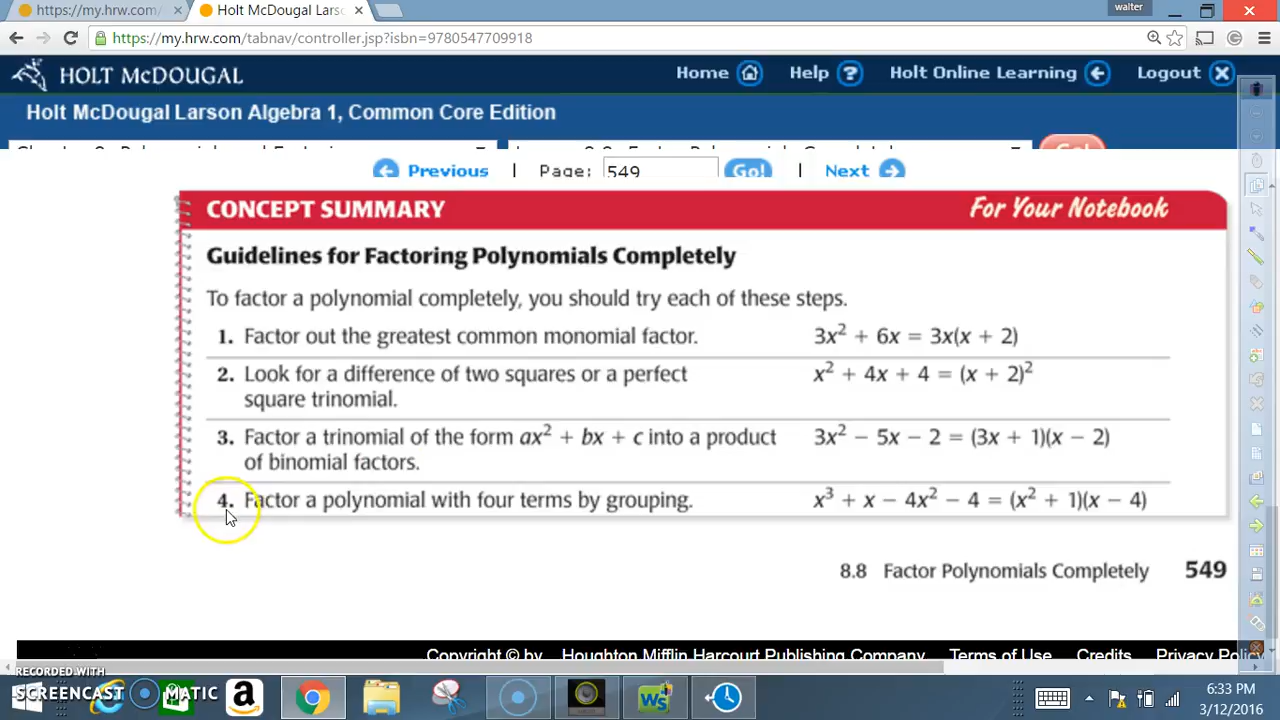 https://my.hrw.com/ Holt McDougal Lars walter
https://my.hrw.com/tabnav/controller.jsp?isbn=9780547709918
HOLT McDOUGAL Home Help ? Holt Online Learning Logout X
Holt McDougal Larson Algebra 1, Common Core Edition
Previous | Page: 549 Go! | Next
CONCEPT SUMMARY For Your Notebook
Guidelines for Factoring Polynomials Completely
To factor a polynomial completely, you should try each of these steps.
1. Factor out the greatest common monomial factor. 3x² + 6x = 3x(x + 2)
2. Look for a difference of two squares or a perfect x² + 4x + 4 = (x + 2)²
square trinomial.
3. Factor a trinomial of the form ax² + bx + c into a product 3x² − 5x − 2 = (3x + 1)(x − 2)
of binomial factors.
4. Factor a polynomial with four terms by grouping. x³ + x − 4x² − 4 = (x² + 1)(x − 4)
8.8 Factor Polynomials Completely 549
Copyright © by Houghton Mifflin Harcourt Publishing Company Terms of Use Credits Privacy
RECORDED WITH
SCREENCAST MATIC
6:33 PM
3/12/2016